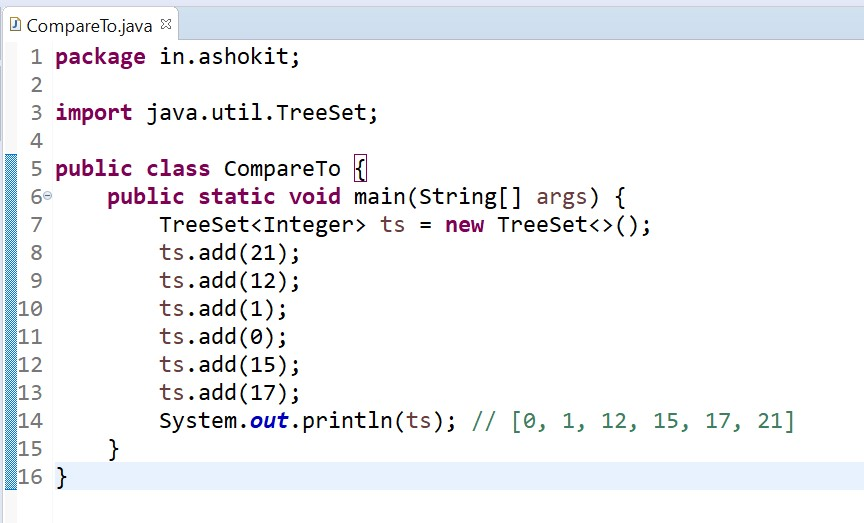 CompareTo.java
1 package in.ashokit;
2
3 import java.util.TreeSet;
4
5 public class CompareTo {
6 public static void main(String[] args) {
7 TreeSet<Integer> ts = new TreeSet<>();
8 ts.add(21);
9 ts.add(12);
10 ts.add(1);
11 ts.add(0);
12 ts.add(15);
13 ts.add(17);
14 System.out.println(ts); // [0, 1, 12, 15, 17, 21]
15 }
16 }